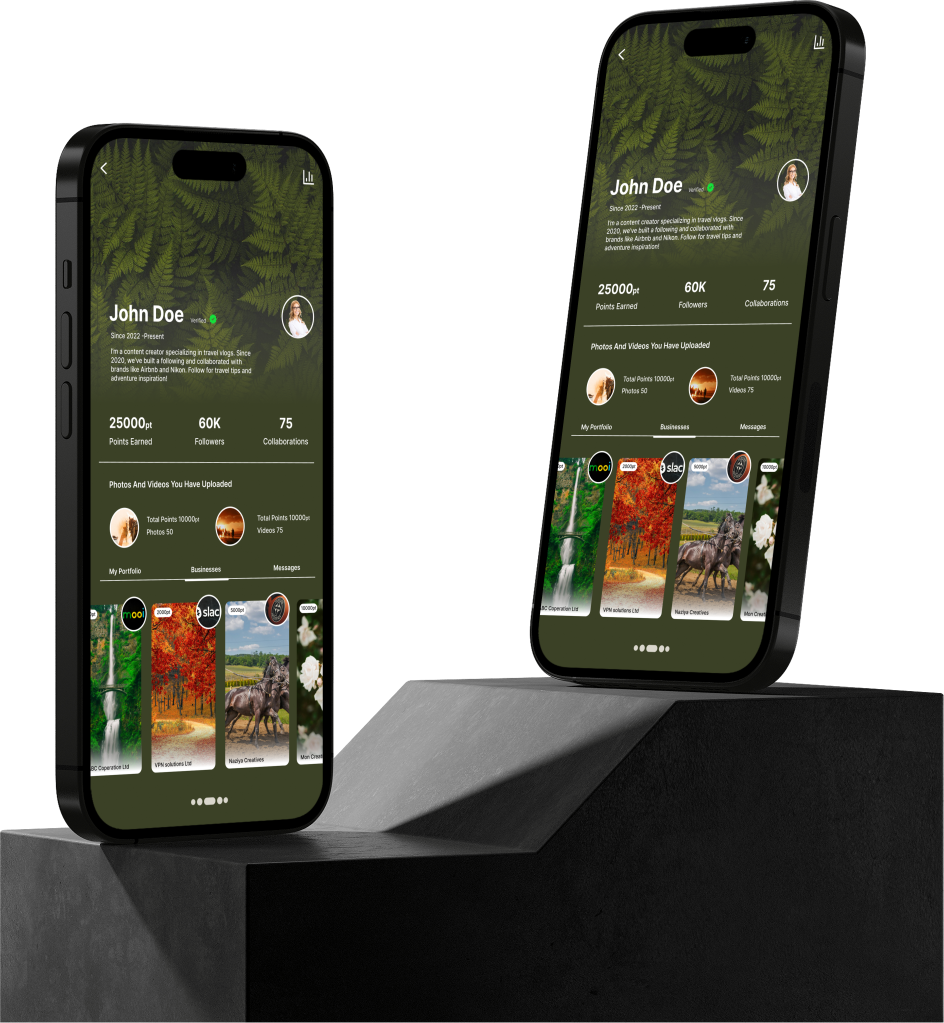 John Doe
Verified
Since 2022 -Present
I'm a content creator specializing in travel vlogs. Since
2020, we've built a following and collaborated with
brands like Airbnb and Nikon. Follow for travel tips and
adventure inspiration!
25000pt
60K
75
Points Earned
Followers
Collaborations
Photos And Videos You Have Uploaded
Total Points 10000pt
Photos 50
Total Points 10000pt
Videos 75
My Portfolio
Businesses
Messages
moo!
2000pt
slac
5000pt
10000pt
BC Coperation Ltd
VPN solutions Ltd
Naziya Creatives
Mon Creat
John Doe
Verified
Since 2022 -Present
I'm a content creator specializing in travel vlogs. Since
2020, we've built a following and collaborated with
brands like Airbnb and Nikon. Follow for travel tips and
adventure inspiration!
25000pt
60K
75
Points Earned
Followers
Collaborations
Photos And Videos You Have Uploaded
Total Points 10000pt
Photos 50
Total Points 10000pt
Videos 75
My Portfolio
Businesses
Messages
moo!
2000pt
slac
5000pt
10000pt
BC Coperation Ltd
VPN solutions Ltd
Naziya Creatives
Mon Creat